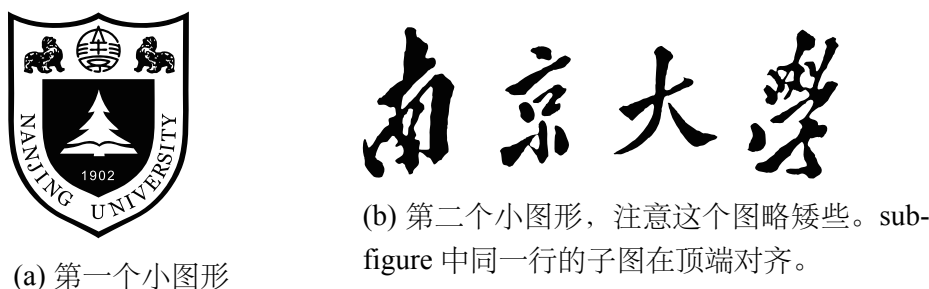 NANJING UNIVERSITY
1902
(a) 第一个小图形
南京大學
(b) 第二个小图形，注意这个图略矮些。sub-
figure 中同一行的子图在顶端对齐。